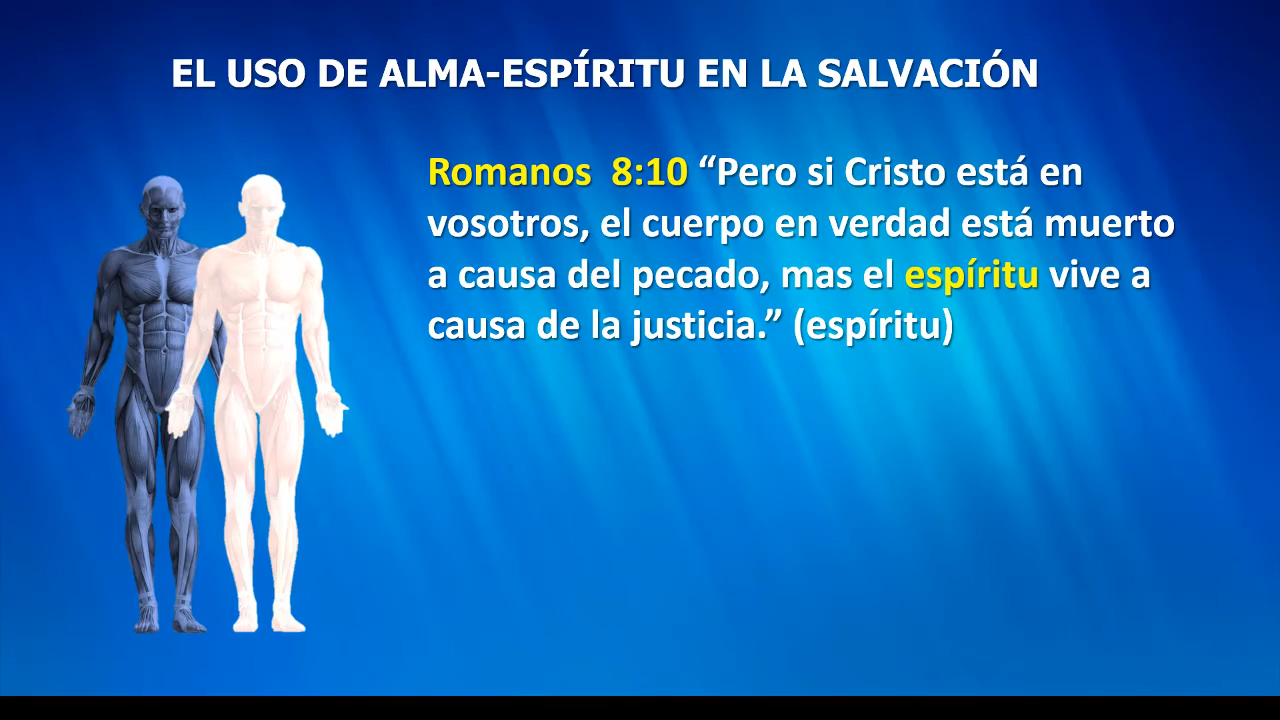 EL USO DE ALMA-ESPÍRITU EN LA SALVACIÓN
Romanos  8:10 “Pero si Cristo está en
vosotros, el cuerpo en verdad está muerto
a causa del pecado, mas el espíritu vive a
causa de la justicia.” (espíritu)